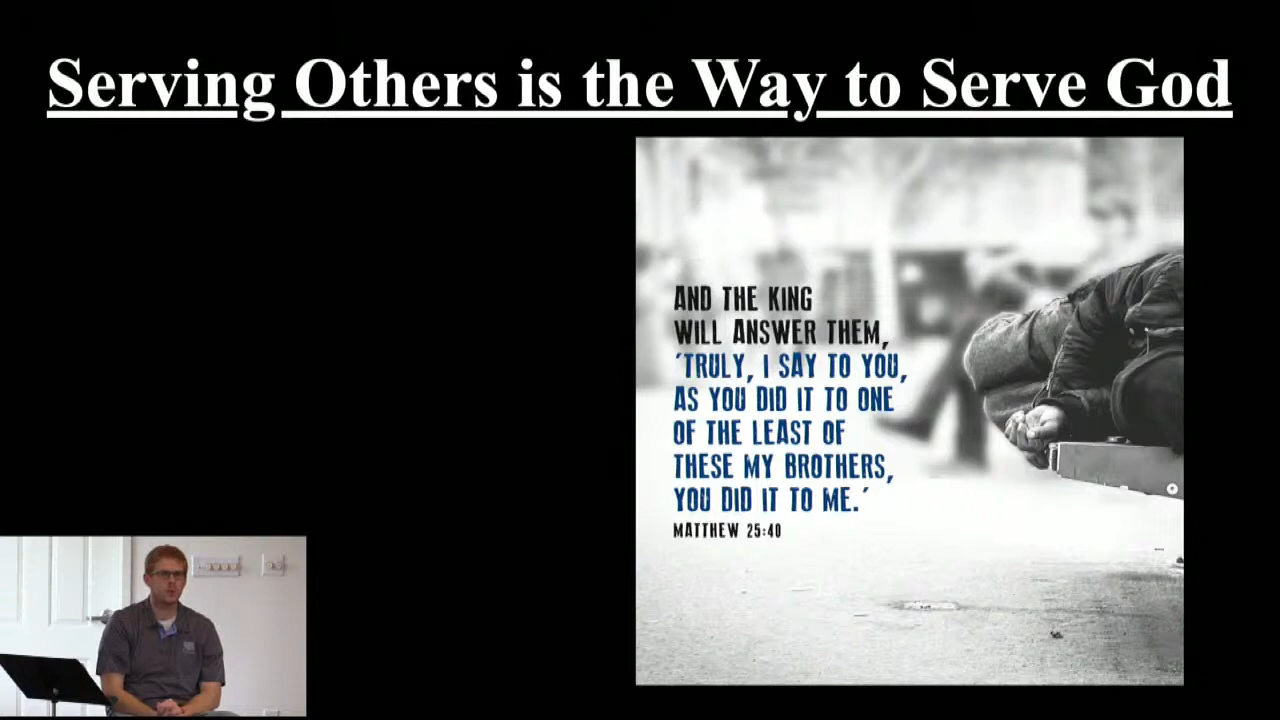 Serving Others is the Way to Serve God
AND THE KING
WILL ANSWER THEM,
'TRULY, I SAY TO YOU,
AS YOU DID IT TO ONE
OF THE LEAST OF
THESE MY BROTHERS,
YOU DID IT TO ME.'
MATTHEW 25:40